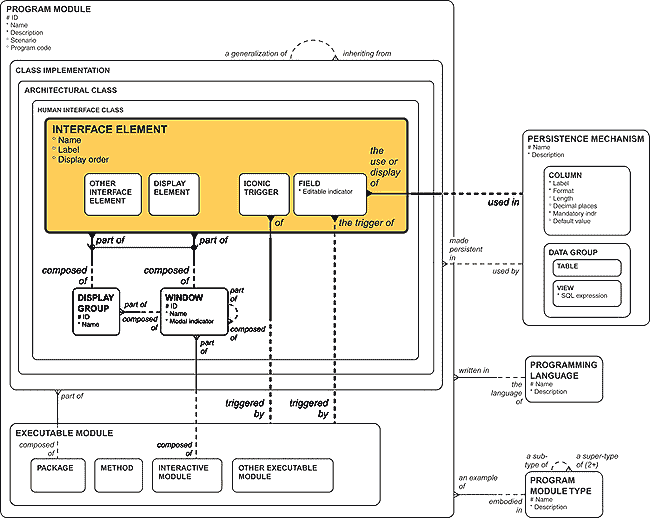 PROGRAM MODULE
# ID
* Name
* Description
° Scenario
° Program code
a generalization of
inheriting from
CLASS IMPLEMENTATION
ARCHITECTURAL CLASS
HUMAN INTERFACE CLASS
INTERFACE ELEMENT
° Name
° Label
° Display order
OTHER
INTERFACE
ELEMENT
DISPLAY
ELEMENT
ICONIC
TRIGGER
FIELD
* Editable indicator
the
use or
display
of
used in
of
the trigger of
part of
part of
composed
of
composed
of
DISPLAY
GROUP
# ID
* Name
part of
composed
of
WINDOW
# ID
* Name
* Modal indicator
part
of
composed
of
part
of
PERSISTENCE MECHANISM
# Name
* Description
COLUMN
* Label
* Format
* Length
° Decimal places
* Mandatory indr
° Default value
DATA GROUP
TABLE
VIEW
* SQL expression
made
persistent
in
used by
written in
the
language
of
PROGRAMMING
LANGUAGE
# Name
* Description
part of
composed
of
composed
of
triggered
by
triggered
by
EXECUTABLE MODULE
PACKAGE
METHOD
INTERACTIVE
MODULE
OTHER EXECUTABLE
MODULE
an example
of
embodied
in
a sub-
type of
a super-type
of (2+)
PROGRAM
MODULE TYPE
# Name
* Description